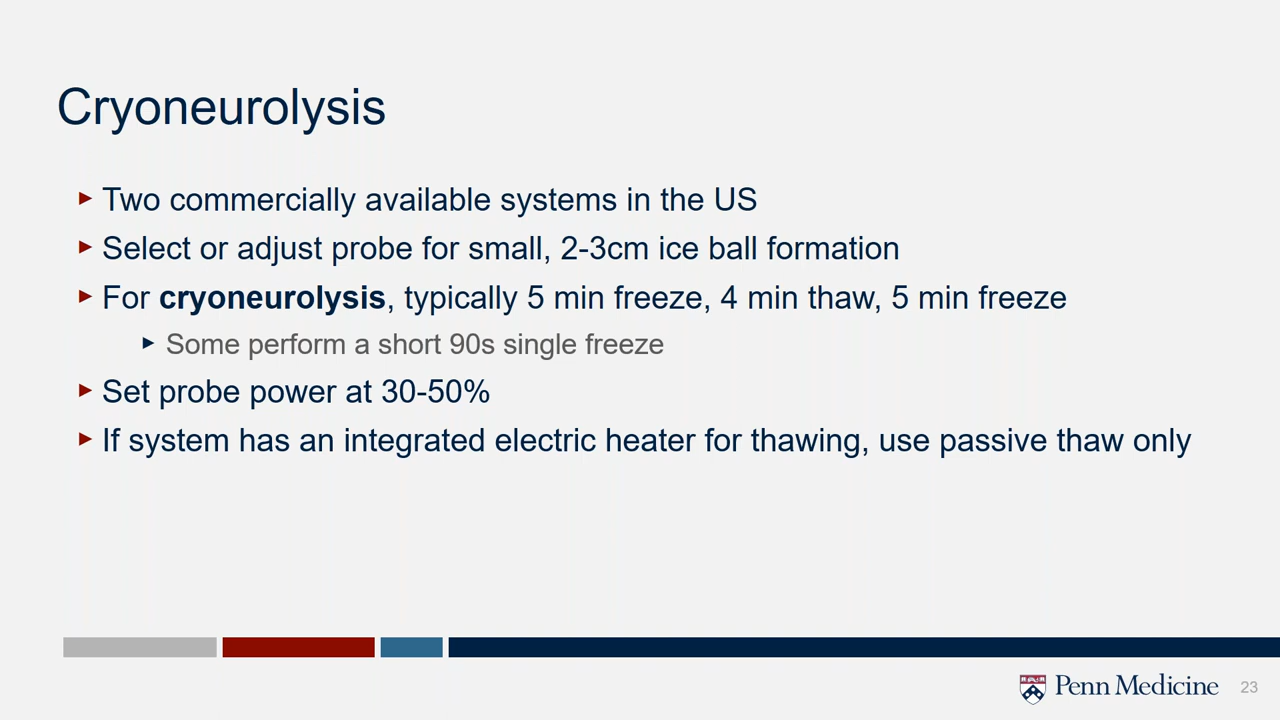 Cryoneurolysis
Two commercially available systems in the US
Select or adjust probe for small, 2-3cm ice ball formation
For cryoneurolysis, typically 5 min freeze, 4 min thaw, 5 min freeze
Some perform a short 90s single freeze
Set probe power at 30-50%
If system has an integrated electric heater for thawing, use passive thaw only
Penn Medicine 23